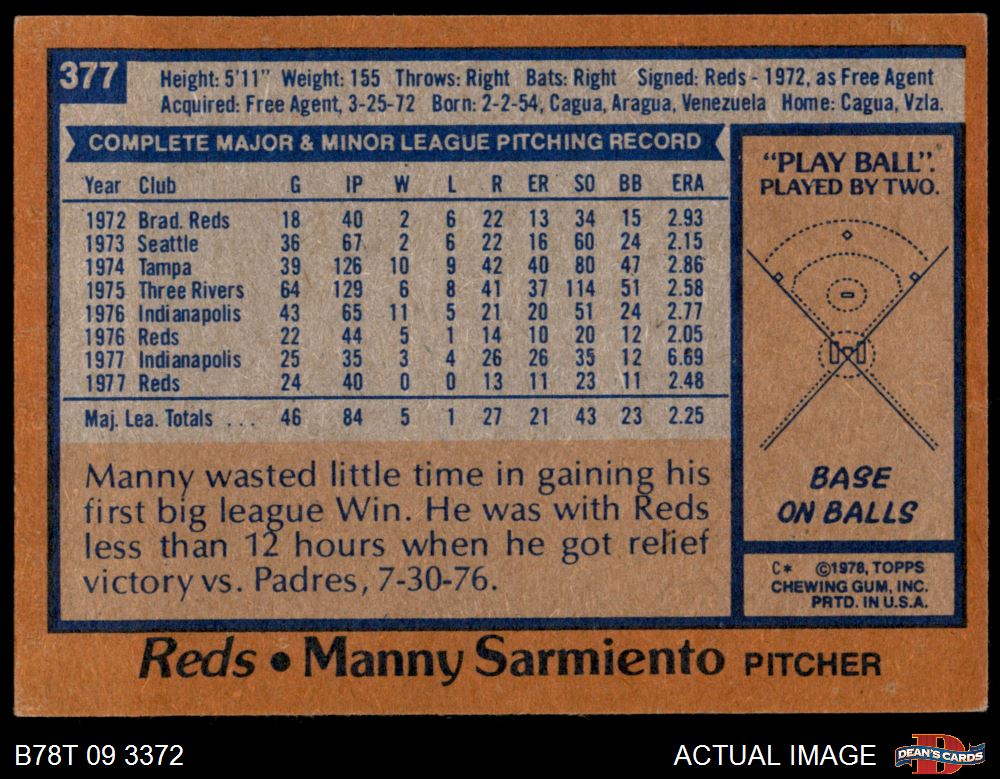 377
Height: 5'11" Weight: 155 Throws: Right Bats: Right Signed: Reds - 1972, as Free Agent
Acquired: Free Agent, 3-25-72 Born: 2-2-54, Cagua, Aragua, Venezuela Home: Cagua, Vzla.
COMPLETE MAJOR & MINOR LEAGUE PITCHING RECORD
Year Club G IP W L R ER SO BB ERA
1972 Brad. Reds 18 40 2 6 22 13 34 15 2.93
1973 Seattle 36 67 2 6 22 16 60 24 2.15
1974 Tampa 39 126 10 9 42 40 80 47 2.86
1975 Three Rivers 64 129 6 8 41 37 114 51 2.58
1976 Indianapolis 43 65 11 5 21 20 51 24 2.77
1976 Reds 22 44 5 1 14 10 20 12 2.05
1977 Indianapolis 25 35 3 4 26 26 35 12 6.69
1977 Reds 24 40 0 0 13 11 23 11 2.48
Maj. Lea. Totals ... 46 84 5 1 27 21 43 23 2.25
Manny wasted little time in gaining his
first big league Win. He was with Reds
less than 12 hours when he got relief
victory vs. Padres, 7-30-76.
"PLAY BALL".
PLAYED BY TWO.
BASE
ON BALLS
C* ©1978, TOPPS
CHEWING GUM, INC.
PRTD. IN U.S.A.
Reds • Manny Sarmiento PITCHER
B78T 09 3372
ACTUAL IMAGE
DEAN'S CARDS